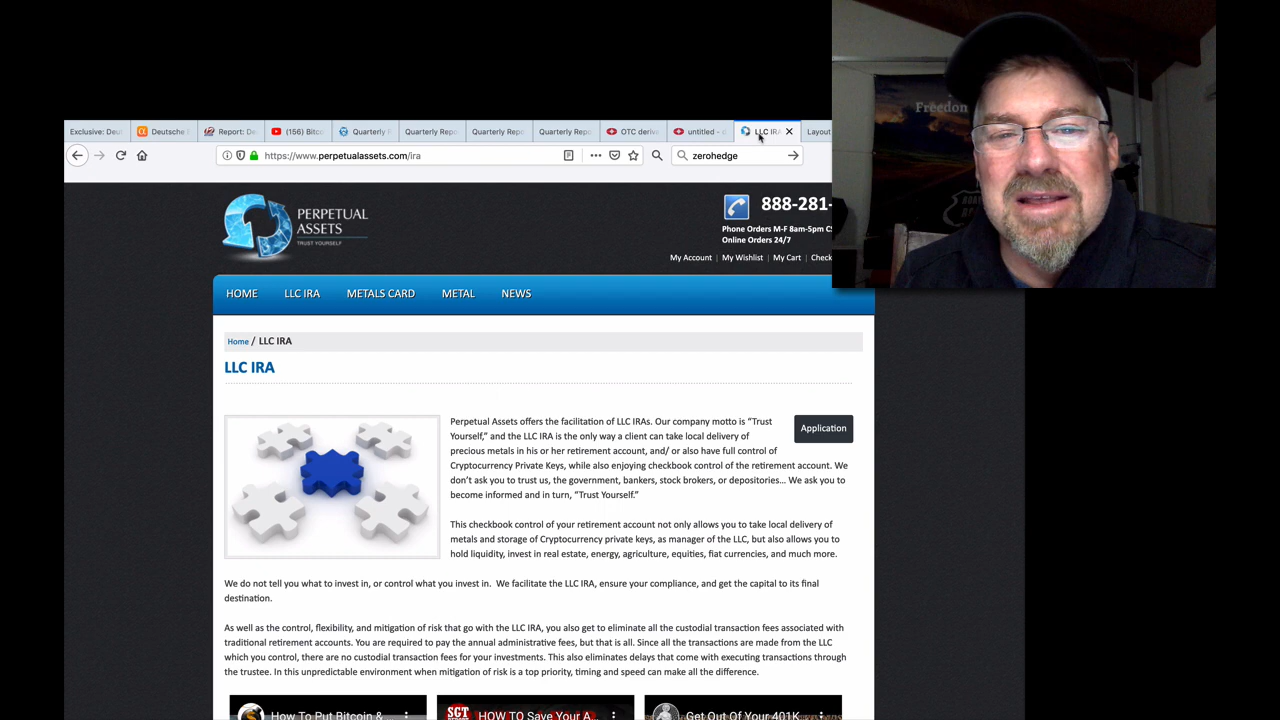 Exclusive: Deu
Deutsche
Report: De
(156) Bitc
Quarterly
Quarterly Rep
Quarterly Rep
Quarterly Rep
OTC deriv
untitled -
LLC IRA
Layout
https://www.perpetualassets.com/ira
zerohedge
Freedom
PERPETUAL
ASSETS
TRUST YOURSELF
888-281-
Phone Orders M-F 8am-5pm CS
Online Orders 24/7
My Account | My Wishlist | My Cart | Check
HOME LLC IRA METALS CARD METAL NEWS
Home / LLC IRA
LLC IRA
Application
Perpetual Assets offers the facilitation of LLC IRAs. Our company motto is “Trust
Yourself,” and the LLC IRA is the only way a client can take local delivery of
precious metals in his or her retirement account, and/ or also have full control of
Cryptocurrency Private Keys, while also enjoying checkbook control of the retirement account. We
don’t ask you to trust us, the government, bankers, stock brokers, or depositories... We ask you to
become informed and in turn, “Trust Yourself.”
This checkbook control of your retirement account not only allows you to take local delivery of
metals and storage of Cryptocurrency private keys, as manager of the LLC, but also allows you to
hold liquidity, invest in real estate, energy, agriculture, equities, fiat currencies, and much more.
We do not tell you what to invest in, or control what you invest in. We facilitate the LLC IRA, ensure your compliance, and get the capital to its final
destination.
As well as the control, flexibility, and mitigation of risk that go with the LLC IRA, you also get to eliminate all the custodial transaction fees associated with
traditional retirement accounts. You are required to pay the annual administrative fees, but that is all. Since all the transactions are made from the LLC
which you control, there are no custodial transaction fees for your investments. This also eliminates delays that come with executing transactions through
the trustee. In this unpredictable environment when mitigation of risk is a top priority, timing and speed can make all the difference.
How To Put Bitcoin &
SGT
HOW TO Save Your A...
Get Out Of Your 401K